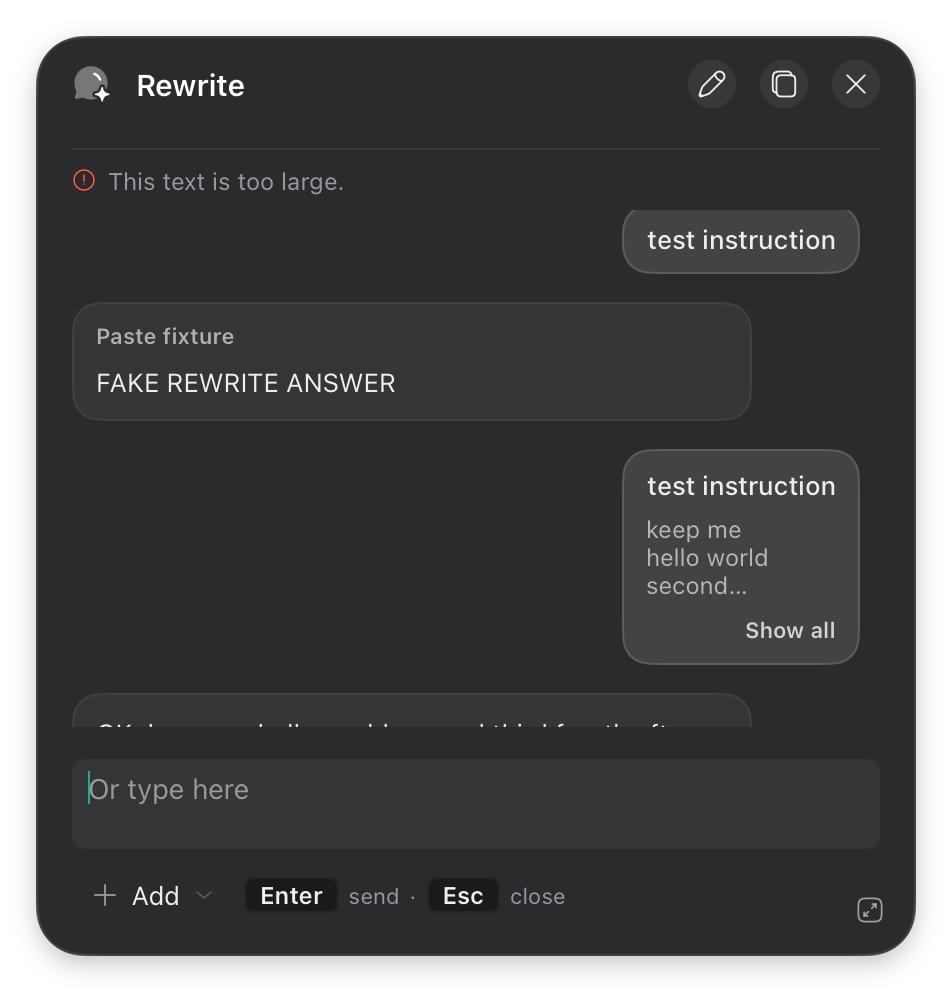 Rewrite
This text is too large.
test instruction
Paste fixture
FAKE REWRITE ANSWER
test instruction
keep me
hello world
second...
Show all
Or type here
Add
Enter send · Esc close